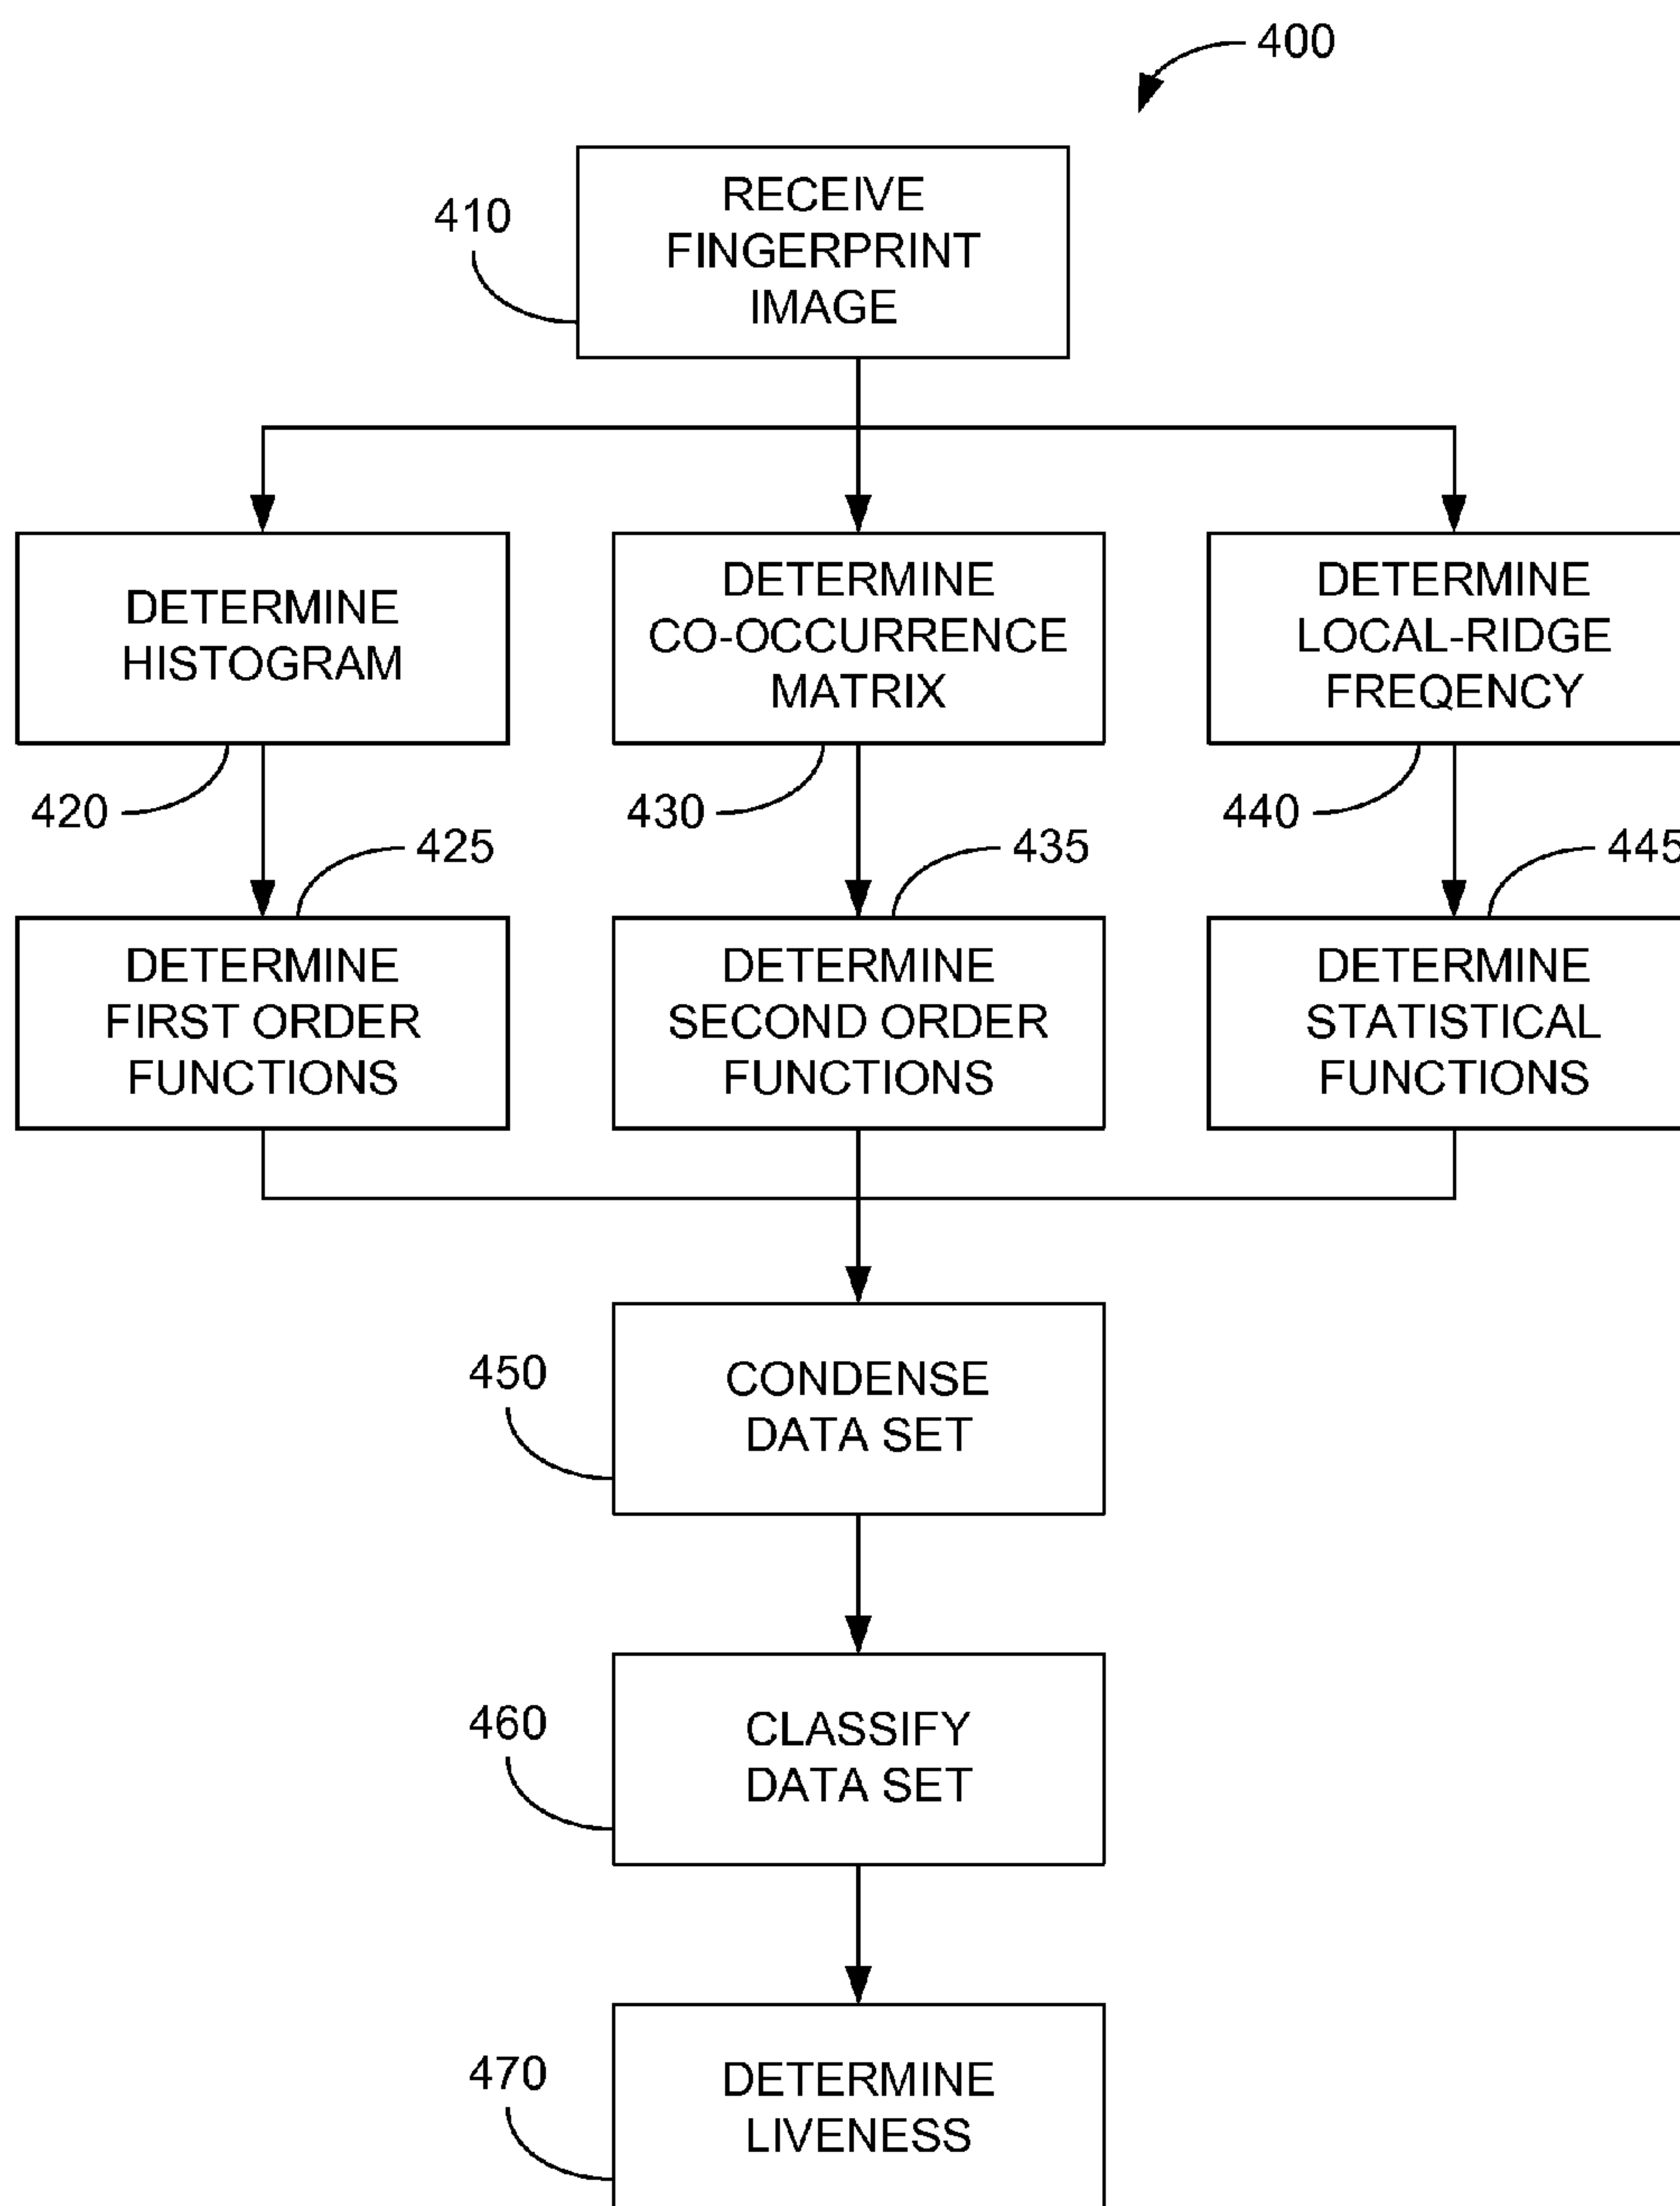 400
410
RECEIVE
FINGERPRINT
IMAGE
DETERMINE
HISTOGRAM
DETERMINE
CO-OCCURRENCE
MATRIX
DETERMINE
LOCAL-RIDGE
FREQENCY
420
430
440
425
435
445
DETERMINE
FIRST ORDER
FUNCTIONS
DETERMINE
SECOND ORDER
FUNCTIONS
DETERMINE
STATISTICAL
FUNCTIONS
450
CONDENSE
DATA SET
460
CLASSIFY
DATA SET
470
DETERMINE
LIVENESS